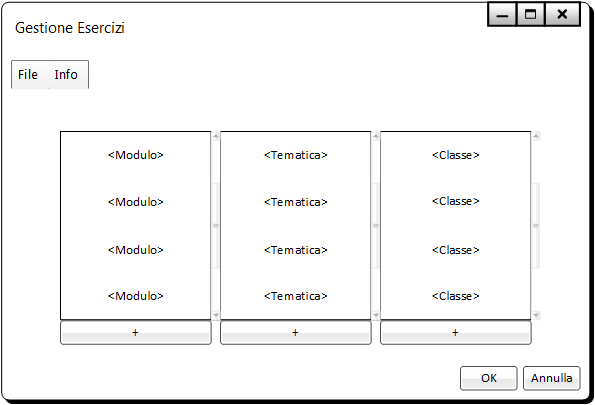 Gestione Esercizi
File Info
<Modulo> <Tematica> <Classe>
<Modulo> <Tematica> <Classe>
<Modulo> <Tematica> <Classe>
<Modulo> <Tematica> <Classe>
+ + +
OK Annulla